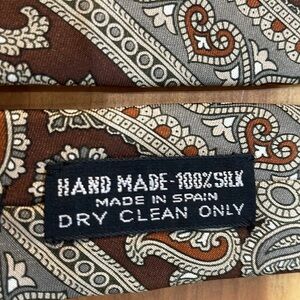 HAND MADE-100% SILK
MADE IN SPAIN
DRY CLEAN ONLY